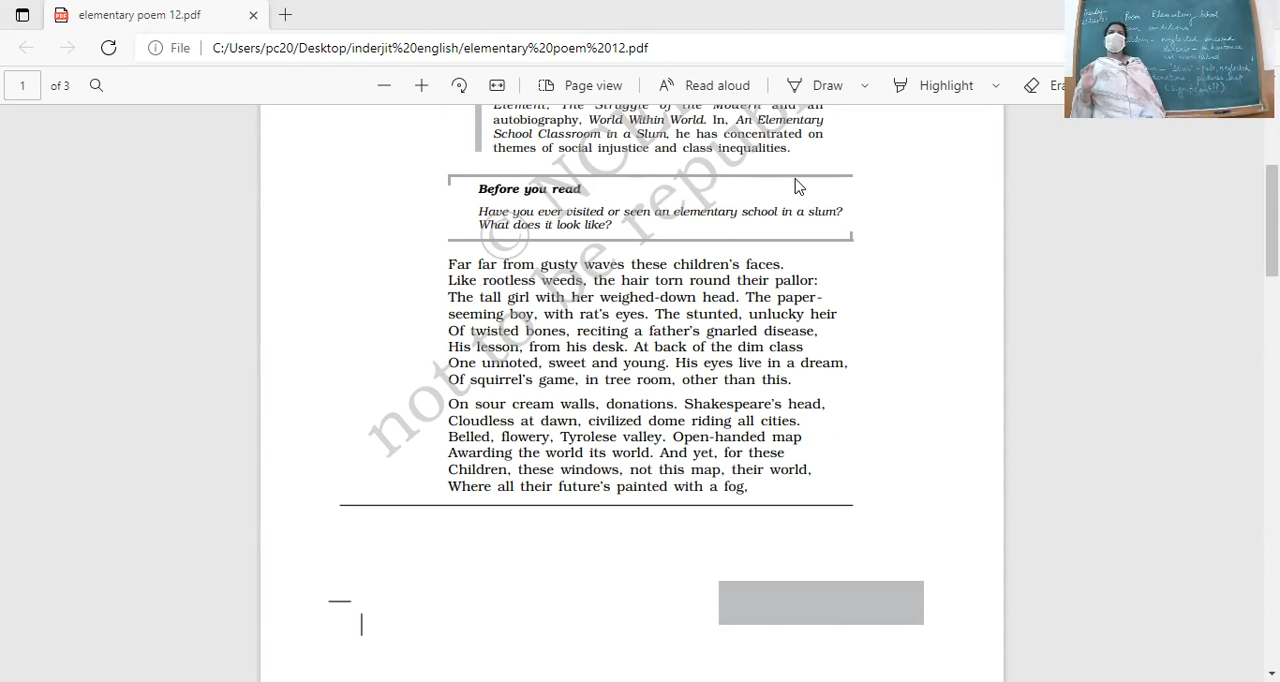 elementary poem 12.pdf
File C:/Users/pc20/Desktop/inderjit%20english/elementary%20poem%2012.pdf
1 of 3 Page view Read aloud Draw Highlight Era
Poem Elementary School
Element, The Struggle of the Modern and an
autobiography, World Within World. In, An Elementary
School Classroom in a Slum, he has concentrated on
themes of social injustice and class inequalities.
Before you read
Have you ever visited or seen an elementary school in a slum?
What does it look like?
Far far from gusty waves these children's faces.
Like rootless weeds, the hair torn round their pallor:
The tall girl with her weighed-down head. The paper-
seeming boy, with rat's eyes. The stunted, unlucky heir
Of twisted bones, reciting a father's gnarled disease,
His lesson, from his desk. At back of the dim class
One unnoted, sweet and young. His eyes live in a dream,
Of squirrel's game, in tree room, other than this.
On sour cream walls, donations. Shakespeare's head,
Cloudless at dawn, civilized dome riding all cities.
Belled, flowery, Tyrolese valley. Open-handed map
Awarding the world its world. And yet, for these
Children, these windows, not this map, their world,
Where all their future's painted with a fog,
not to be republi